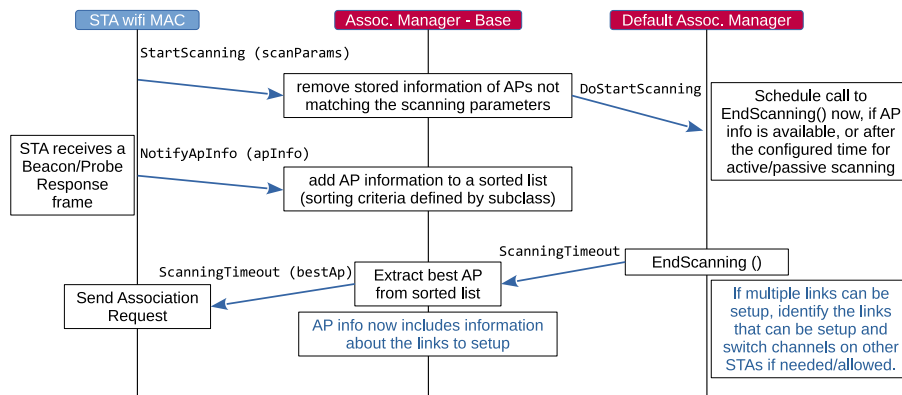 STA wifi MAC
Assoc. Manager - Base
Default Assoc. Manager
StartScanning (scanParams)
remove stored information of APs not
matching the scanning parameters
DoStartScanning
Schedule call to
EndScanning() now, if AP
info is available, or after
the configured time for
active/passive scanning
STA receives a
Beacon/Probe
Response
frame
NotifyApInfo (apInfo)
add AP information to a sorted list
(sorting criteria defined by subclass)
ScanningTimeout
EndScanning ()
ScanningTimeout (bestAp)
Extract best AP
from sorted list
Send Association
Request
AP info now includes information
about the links to setup
If multiple links can be
setup, identify the links
that can be setup and
switch channels on other
STAs if needed/allowed.